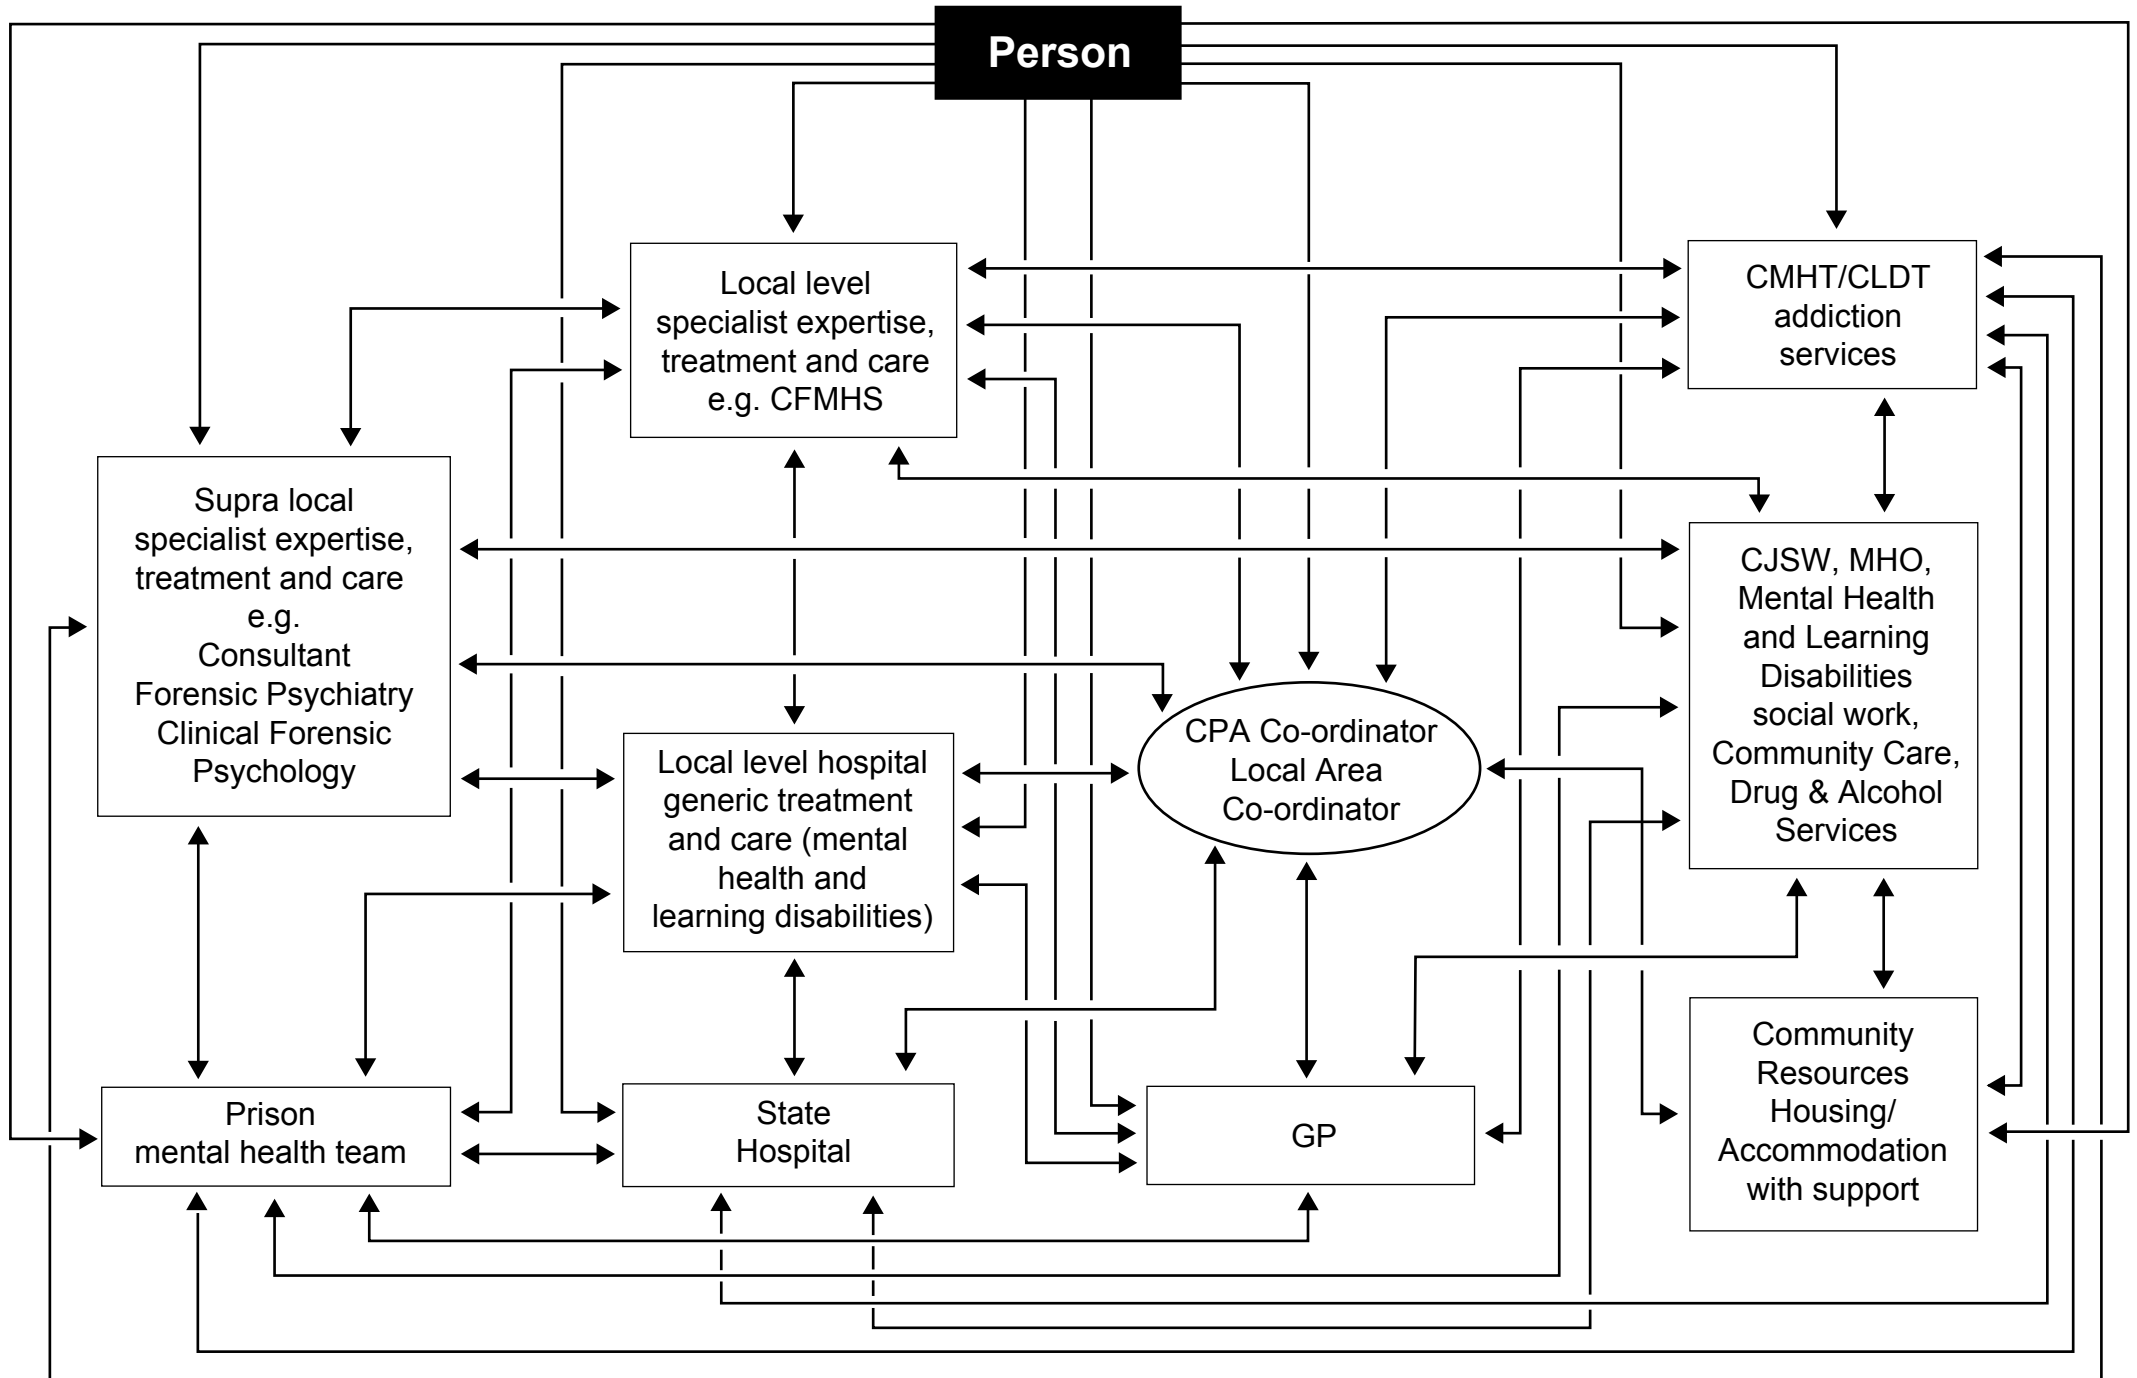 Person
Local level
specialist expertise,
treatment and care
e.g. CFMHS
CMHT/CLDT
addiction
services
Supra local
specialist expertise,
treatment and care
e.g.
Consultant
Forensic Psychiatry
Clinical Forensic
Psychology
CJSW, MHO,
Mental Health
and Learning
Disabilities
social work,
Community Care,
Drug & Alcohol
Services
Local level hospital
generic treatment
and care (mental
health and
learning disabilities)
CPA Co-ordinator
Local Area
Co-ordinator
Prison
mental health team
State
Hospital
GP
Community
Resources
Housing/
Accommodation
with support